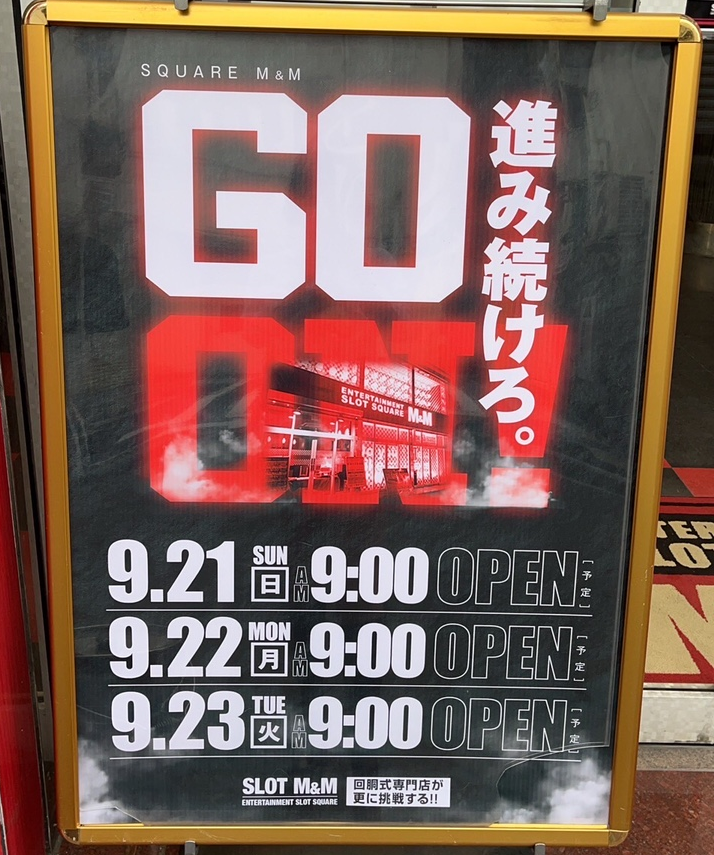 SQUARE M&M
GO
ON!
進み続けろ。
ENTERTAINMENT
SLOT SQUARE M&M
9.21 SUN 日 AM 9:00 OPEN [予定]
9.22 MON 月 AM 9:00 OPEN [予定]
9.23 TUE 火 AM 9:00 OPEN [予定]
SLOT M&M
ENTERTAINMENT SLOT SQUARE
回胴式専門店が
更に挑戦する!!